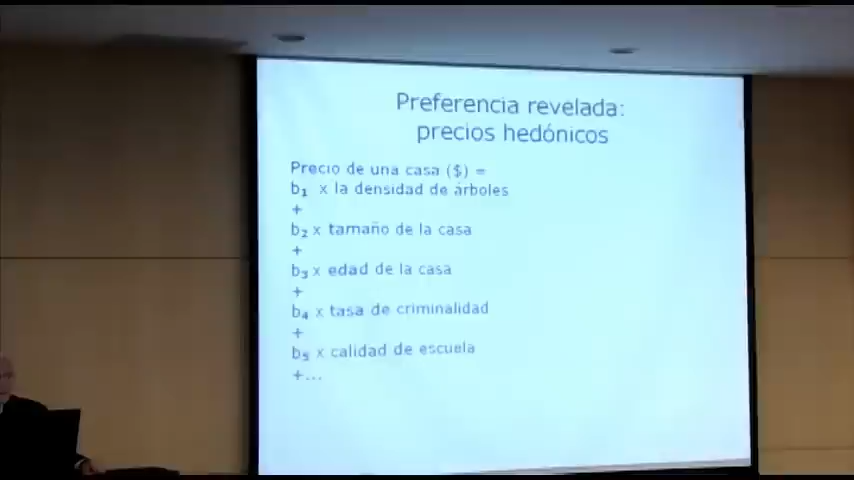 Preferencia revelada:
precios hedónicos
Precio de una casa ($) =
b₁ x la densidad de árboles
+
b₂ x tamaño de la casa
+
b₃ x edad de la casa
+
b₄ x tasa de criminalidad
+
b₅ x calidad de escuela
+...